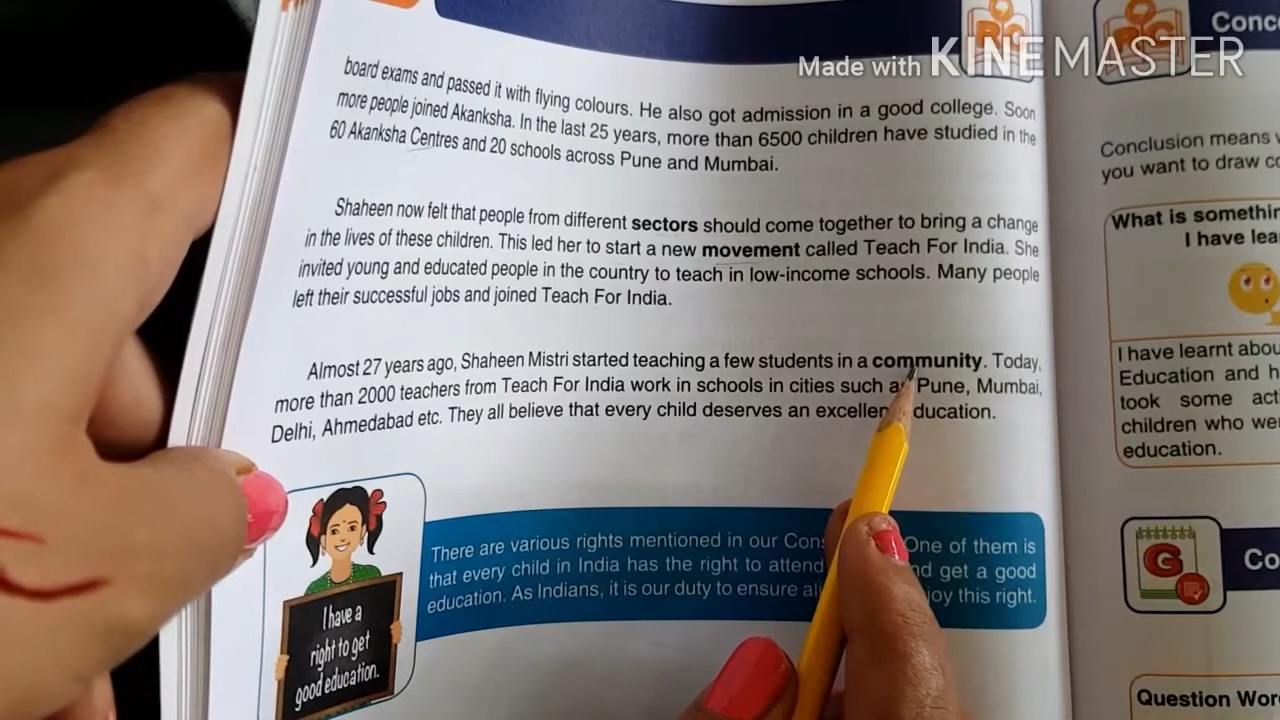 Made with KINEMASTER
board exams and passed it with flying colours. He also got admission in a good college. Soon
more people joined Akanksha. In the last 25 years, more than 6500 children have studied in the
60 Akanksha Centres and 20 schools across Pune and Mumbai.
Shaheen now felt that people from different sectors should come together to bring a change
in the lives of these children. This led her to start a new movement called Teach For India. She
invited young and educated people in the country to teach in low-income schools. Many people
left their successful jobs and joined Teach For India.
Almost 27 years ago, Shaheen Mistri started teaching a few students in a community. Today,
more than 2000 teachers from Teach For India work in schools in cities such as Pune, Mumbai,
Delhi, Ahmedabad etc. They all believe that every child deserves an excellen ducation.
There are various rights mentioned in our Cons One of them is
that every child in India has the right to attend nd get a good
education. As Indians, it is our duty to ensure al joy this right.
I have a
right to get
good education.
Conc
Conclusion means
you want to draw
What is somethin
I have lea
I have learnt abou
Education and h
took some act
children who we
education.
G
Co
Question Wor